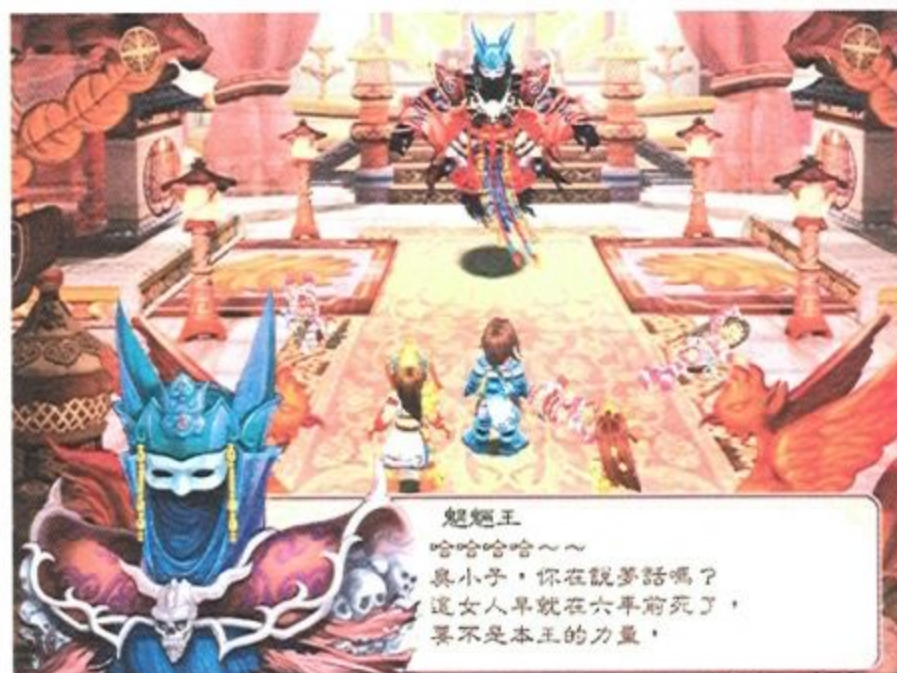 魍魎王
哈哈哈哈～～
臭小子，你在說夢話嗎？
這女人早就在六年前死了，
要不是本王的力量，